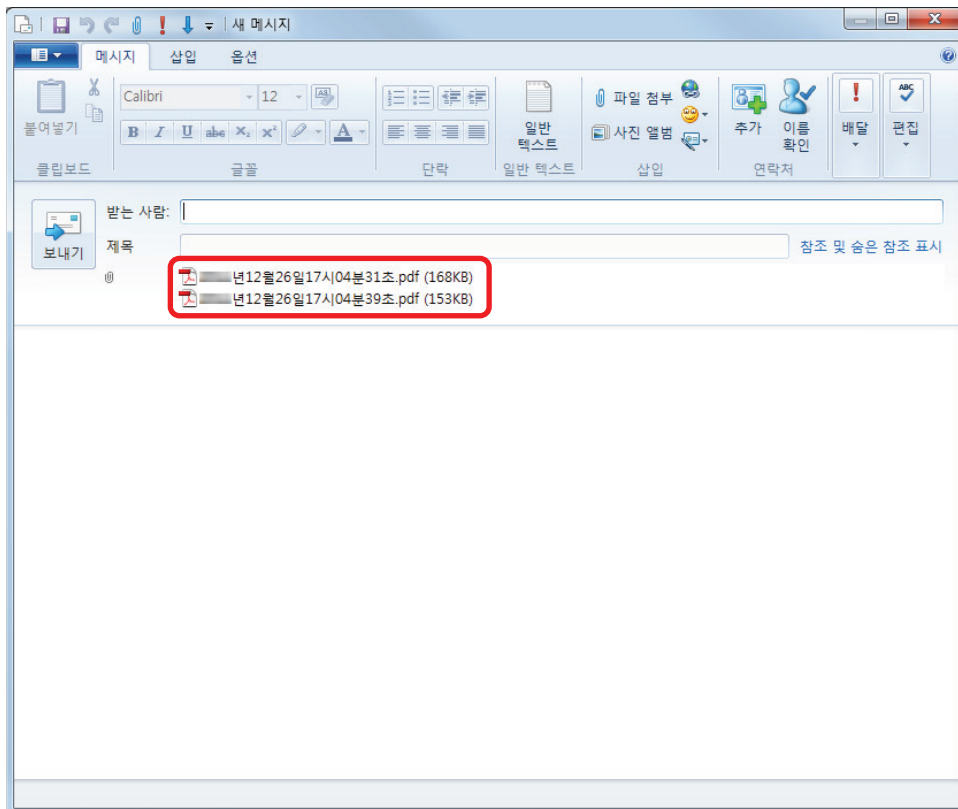 새 메시지
메시지 삽입 옵션
붙여넣기
클립보드
Calibri 12
B I U abc X₂ X² A
글꼴
단락
일반
텍스트
일반 텍스트
파일 첨부
사진 앨범
삽입
추가
이름
확인
연락처
배달
ABC
편집
보내기
받는 사람:
제목
참조 및 숨은 참조 표시
년12월26일17시04분31초.pdf (168KB)
년12월26일17시04분39초.pdf (153KB)